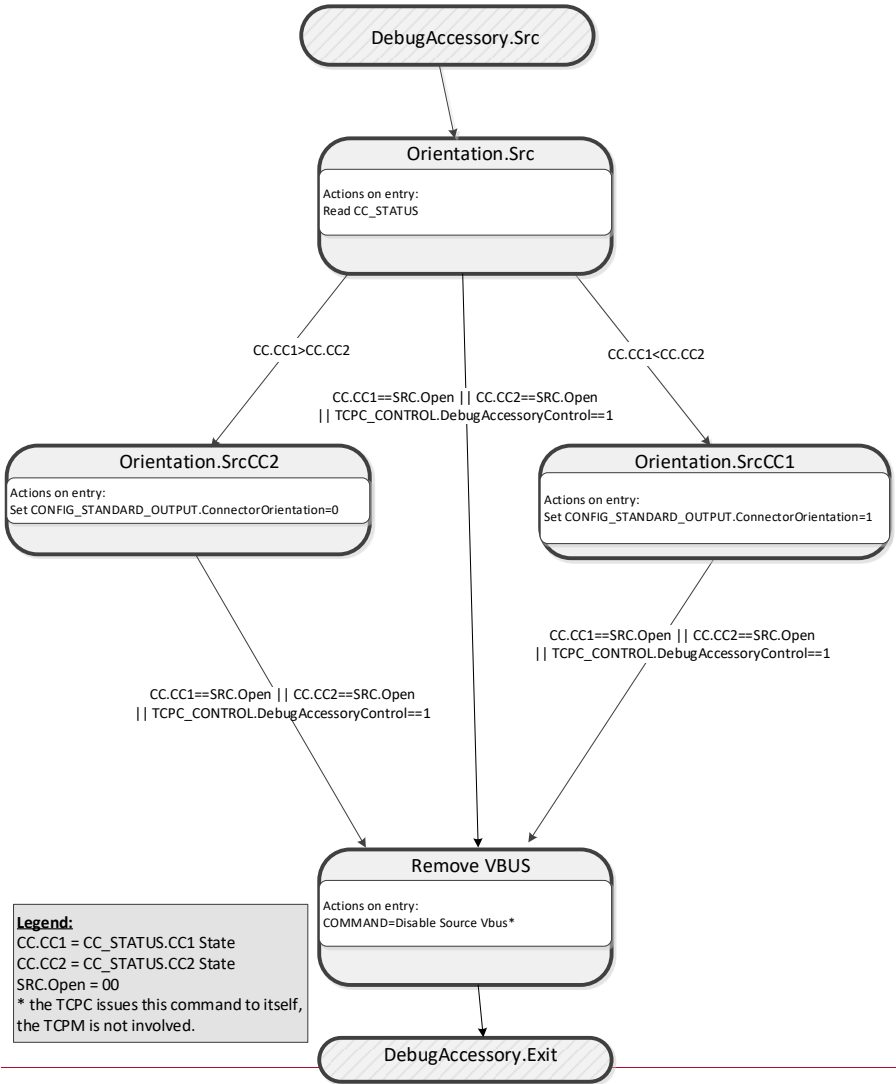 DebugAccessory.Src
Orientation.Src
Actions on entry:
Read CC_STATUS
CC.CC1>CC.CC2
CC.CC1<CC.CC2
CC.CC1==SRC.Open || CC.CC2==SRC.Open
|| TCPC_CONTROL.DebugAccessoryControl==1
Orientation.SrcCC2
Actions on entry:
Set CONFIG_STANDARD_OUTPUT.ConnectorOrientation=0
Orientation.SrcCC1
Actions on entry:
Set CONFIG_STANDARD_OUTPUT.ConnectorOrientation=1
CC.CC1==SRC.Open || CC.CC2==SRC.Open
|| TCPC_CONTROL.DebugAccessoryControl==1
CC.CC1==SRC.Open || CC.CC2==SRC.Open
|| TCPC_CONTROL.DebugAccessoryControl==1
Remove VBUS
Actions on entry:
COMMAND=Disable Source Vbus*
Legend:
CC.CC1 = CC_STATUS.CC1 State
CC.CC2 = CC_STATUS.CC2 State
SRC.Open = 00
* the TCPC issues this command to itself,
the TCPM is not involved.
DebugAccessory.Exit